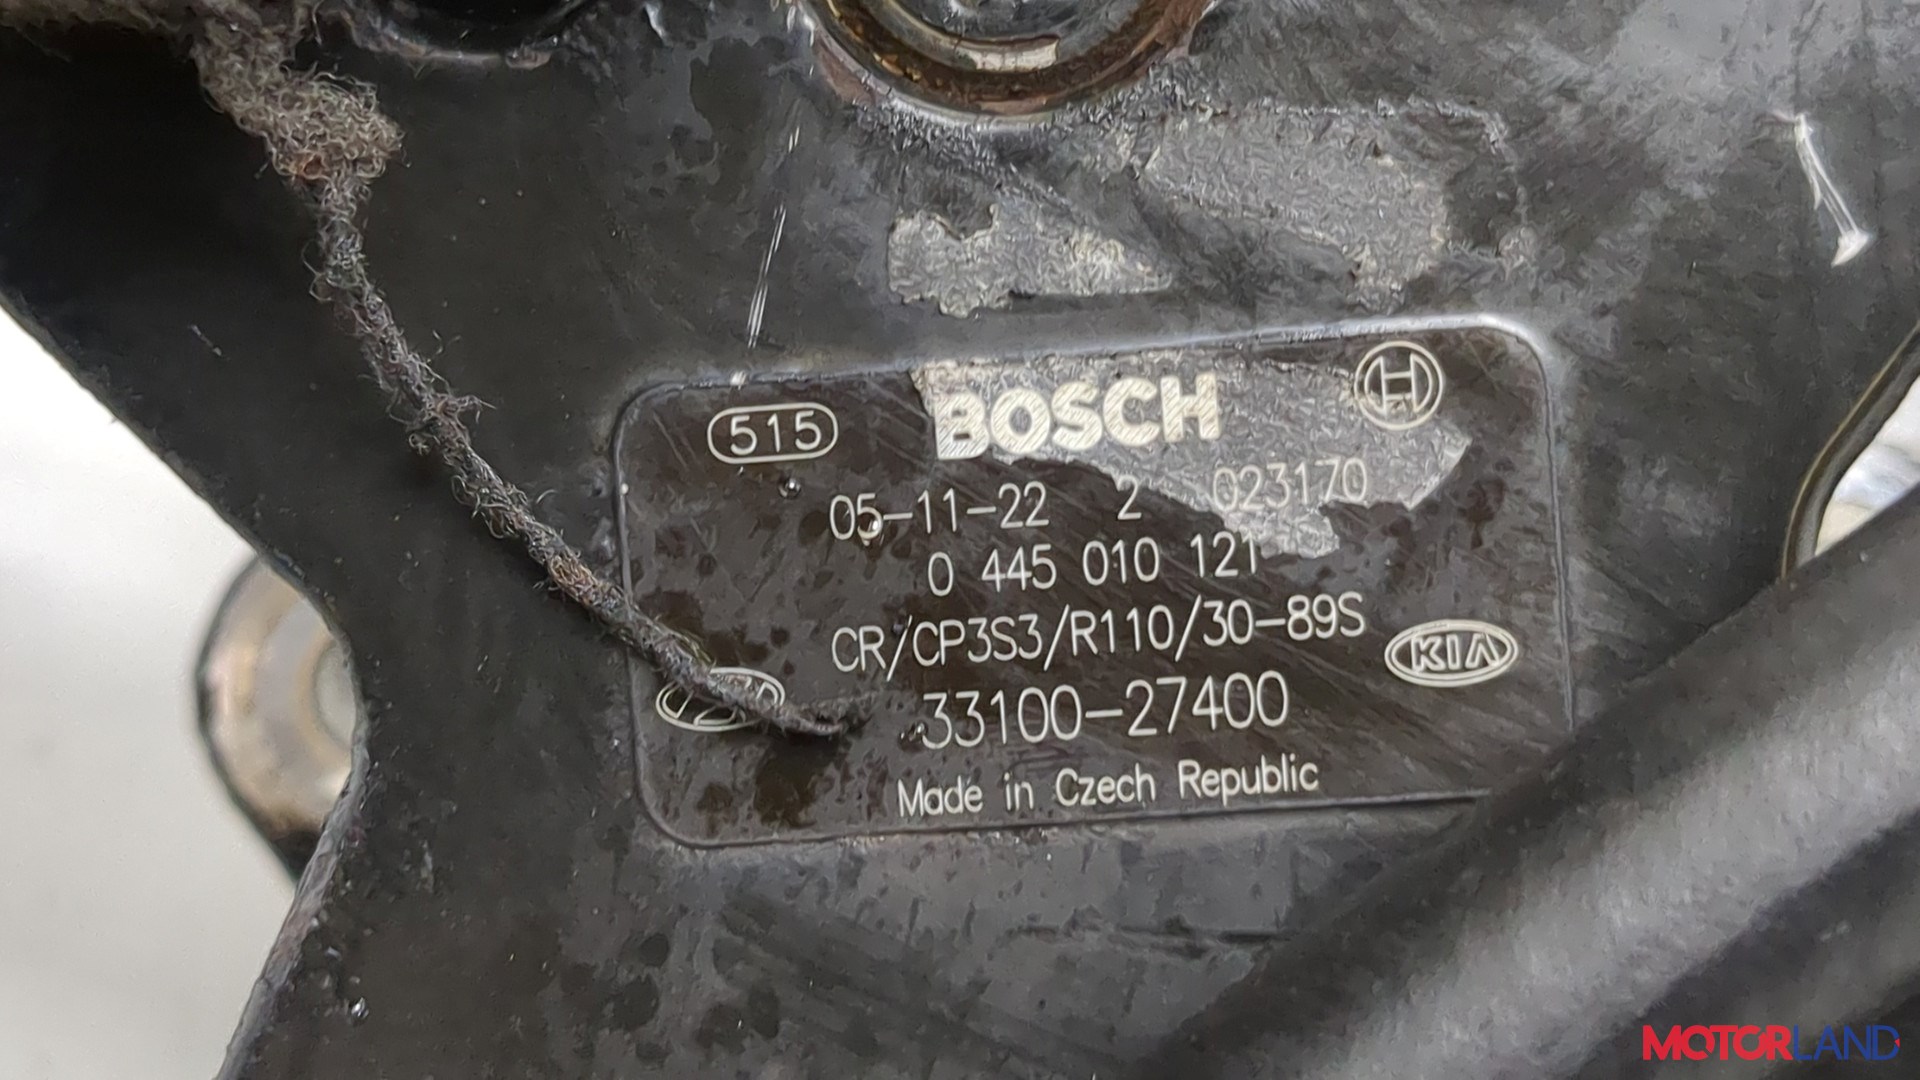 515 BOSCH
05-11-22 2 023170
0 445 010 121
CR/CP3S3/R110/30-89S
KIA
33100-27400
Made in Czech Republic
MOTORLAND